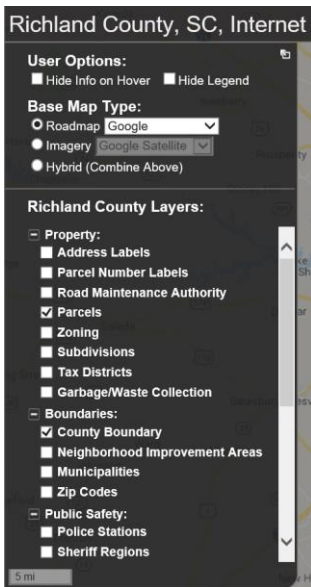 Richland County, SC, Internet
User Options:
Hide Info on Hover Hide Legend
Base Map Type:
Roadmap Google
Imagery Google Satellite
Hybrid (Combine Above)
Richland County Layers:
Property:
Address Labels
Parcel Number Labels
Road Maintenance Authority
Parcels
Zoning
Subdivisions
Tax Districts
Garbage/Waste Collection
Boundaries:
County Boundary
Neighborhood Improvement Areas
Municipalities
Zip Codes
Public Safety:
Police Stations
Sheriff Regions
5 mi